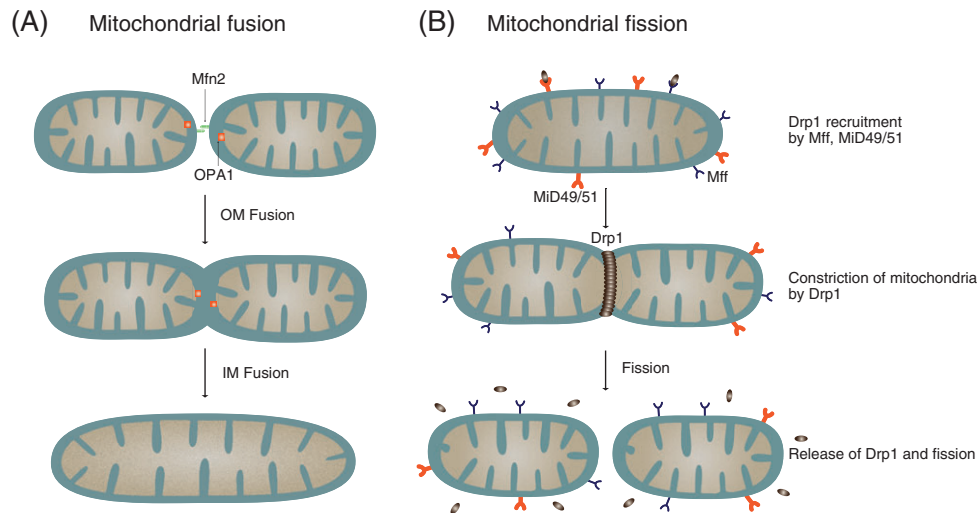 (A) Mitochondrial fusion
Mfn2
OPA1
OM Fusion
IM Fusion
(B) Mitochondrial fission
Drp1 recruitment
by Mff, MiD49/51
Mff
MiD49/51
Drp1
Constriction of mitochondria
by Drp1
Fission
Release of Drp1 and fission